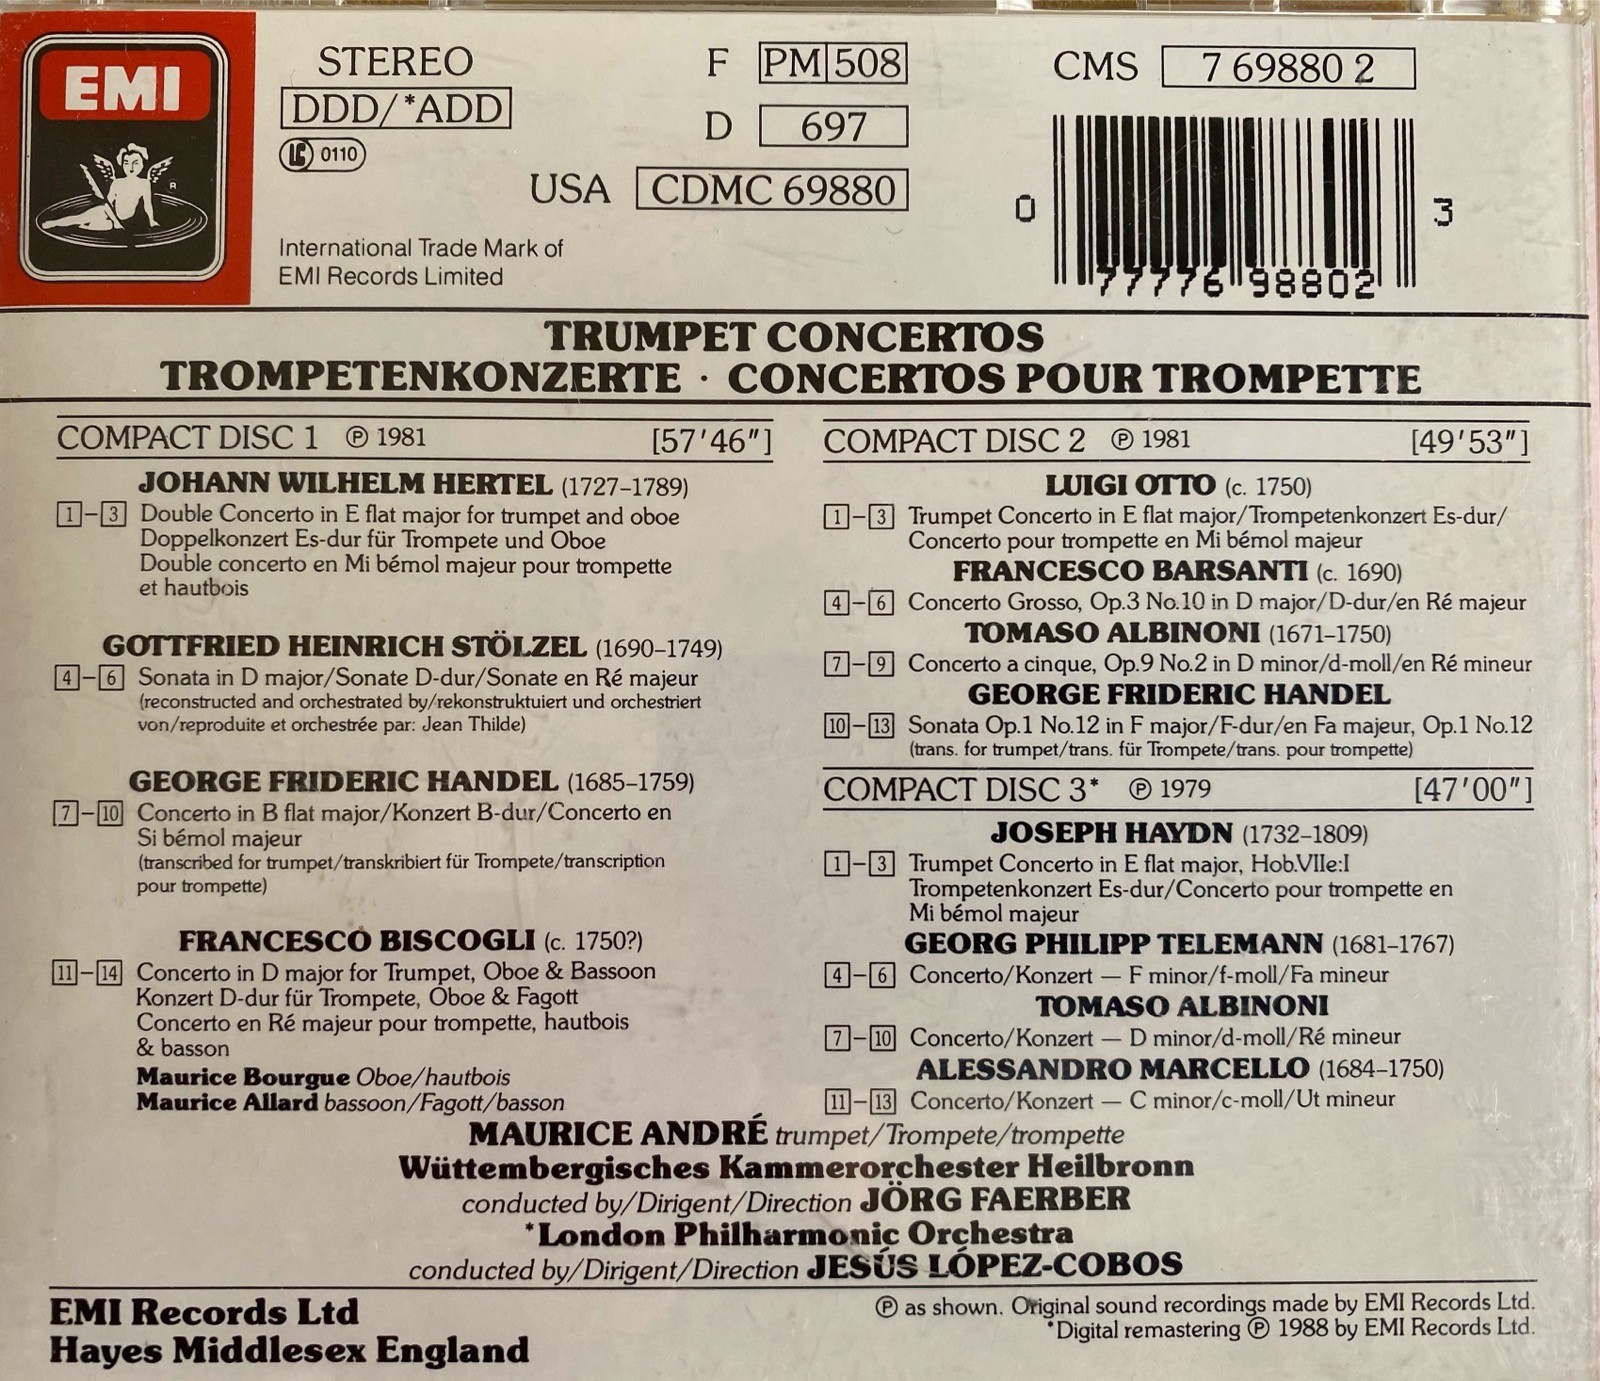 EMI
STEREO
DDD/*ADD
LC 0110
International Trade Mark of
EMI Records Limited
F PM 508
D 697
USA CDMC 69880
CMS 7 69880 2
0 77776 98802 3
TRUMPET CONCERTOS
TROMPETENKONZERTE · CONCERTOS POUR TROMPETTE
COMPACT DISC 1 ℗ 1981 [57'46"]
JOHANN WILHELM HERTEL (1727–1789)
1–3 Double Concerto in E flat major for trumpet and oboe
Doppelkonzert Es-dur für Trompete und Oboe
Double concerto en Mi bémol majeur pour trompette
et hautbois
GOTTFRIED HEINRICH STÖLZEL (1690–1749)
4–6 Sonata in D major/Sonate D-dur/Sonate en Ré majeur
(reconstructed and orchestrated by/rekonstruktuiert und orchestriert
von/reproduite et orchestrée par: Jean Thilde)
GEORGE FRIDERIC HANDEL (1685–1759)
7–10 Concerto in B flat major/Konzert B-dur/Concerto en
Si bémol majeur
(transcribed for trumpet/transkribiert für Trompete/transcription
pour trompette)
FRANCESCO BISCOGLI (c. 1750?)
11–14 Concerto in D major for Trumpet, Oboe & Bassoon
Konzert D-dur für Trompete, Oboe & Fagott
Concerto en Ré majeur pour trompette, hautbois
& basson
Maurice Bourgue Oboe/hautbois
Maurice Allard bassoon/Fagott/basson
COMPACT DISC 2 ℗ 1981 [49'53"]
LUIGI OTTO (c. 1750)
1–3 Trumpet Concerto in E flat major/Trompetenkonzert Es-dur/
Concerto pour trompette en Mi bémol majeur
FRANCESCO BARSANTI (c. 1690)
4–6 Concerto Grosso, Op.3 No.10 in D major/D-dur/en Ré majeur
TOMASO ALBINONI (1671–1750)
7–9 Concerto a cinque, Op.9 No.2 in D minor/d-moll/en Ré mineur
GEORGE FRIDERIC HANDEL
10–13 Sonata Op.1 No.12 in F major/F-dur/en Fa majeur, Op.1 No.12
(trans. for trumpet/trans. für Trompete/trans. pour trompette)
COMPACT DISC 3* ℗ 1979 [47'00"]
JOSEPH HAYDN (1732–1809)
1–3 Trumpet Concerto in E flat major, Hob.VIIe:I
Trompetenkonzert Es-dur/Concerto pour trompette en
Mi bémol majeur
GEORG PHILIPP TELEMANN (1681–1767)
4–6 Concerto/Konzert — F minor/f-moll/Fa mineur
TOMASO ALBINONI
7–10 Concerto/Konzert — D minor/d-moll/Ré mineur
ALESSANDRO MARCELLO (1684–1750)
11–13 Concerto/Konzert — C minor/c-moll/Ut mineur
MAURICE ANDRÉ trumpet/Trompete/trompette
Wüttembergisches Kammerorchester Heilbronn
conducted by/Dirigent/Direction JÖRG FAERBER
*London Philharmonic Orchestra
conducted by/Dirigent/Direction JESÚS LÓPEZ-COBOS
EMI Records Ltd
Hayes Middlesex England
℗ as shown. Original sound recordings made by EMI Records Ltd.
*Digital remastering ℗ 1988 by EMI Records Ltd.